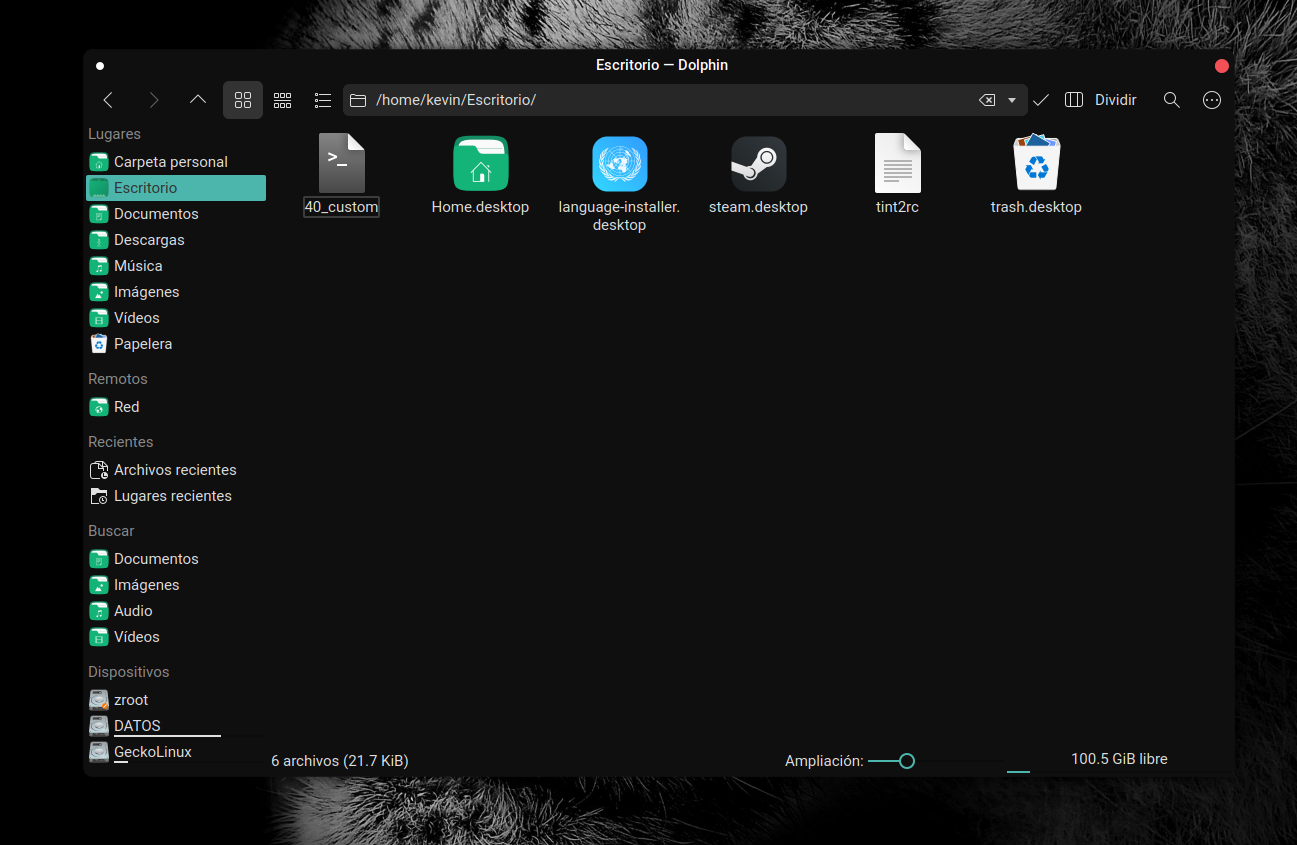 Escritorio — Dolphin
/home/kevin/Escritorio/
Dividir
Lugares
Carpeta personal
Escritorio
Documentos
Descargas
Música
Imágenes
Vídeos
Papelera
Remotos
Red
Recientes
Archivos recientes
Lugares recientes
Buscar
Documentos
Imágenes
Audio
Vídeos
Dispositivos
zroot
DATOS
GeckoLinux
>_
40_custom
Home.desktop
language-installer.
desktop
steam.desktop
tint2rc
trash.desktop
6 archivos (21.7 KiB)
Ampliación:
100.5 GiB libre